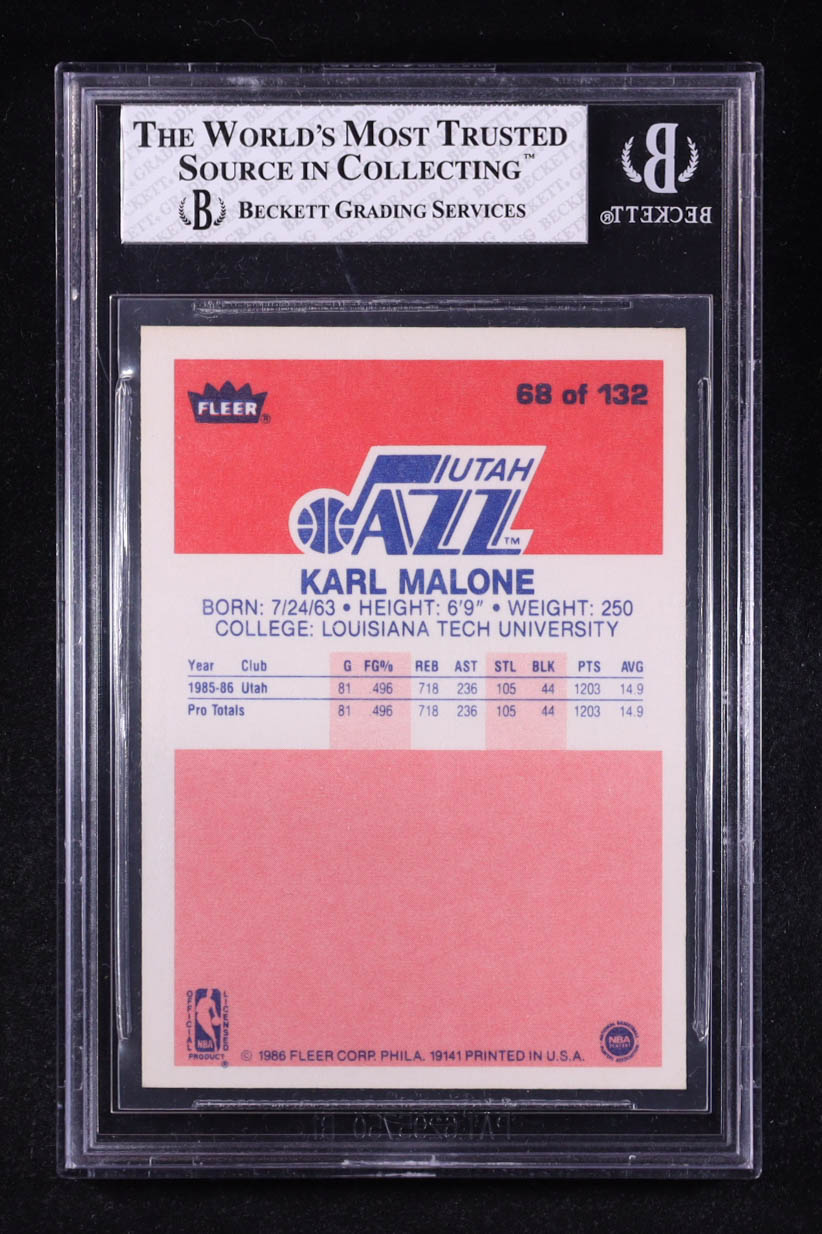 THE WORLD'S MOST TRUSTED
SOURCE IN COLLECTING™
B BECKETT GRADING SERVICES
B
BECKETT®
FLEER®
68 of 132
UTAH
JAZZ™
KARL MALONE
BORN: 7/24/63 • HEIGHT: 6'9" • WEIGHT: 250
COLLEGE: LOUISIANA TECH UNIVERSITY
Year Club G FG% REB AST STL BLK PTS AVG
1985-86 Utah 81 .496 718 236 105 44 1203 14.9
Pro Totals 81 .496 718 236 105 44 1203 14.9
OFFICIAL LICENSED
NBA
PRODUCT®
© 1986 FLEER CORP. PHILA. 19141 PRINTED IN U.S.A.
NBA